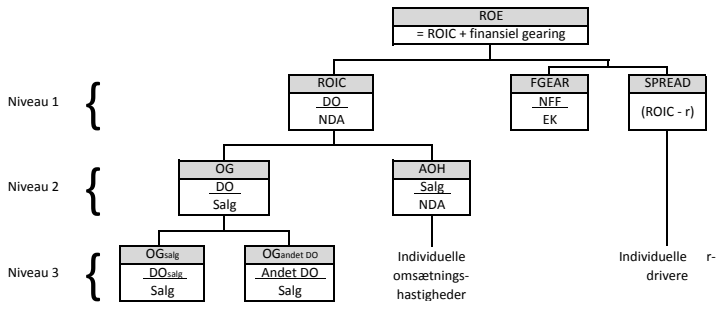 ROE
= ROIC + finansiel gearing
Niveau 1
{
ROIC
DO
NDA
FGEAR
NFF
EK
SPREAD
(ROIC - r)
Niveau 2
{
OG
DO
Salg
AOH
Salg
NDA
Niveau 3
{
OGsalg
DOsalg
Salg
OGandet DO
Andet DO
Salg
Individuelle
omsætnings-
hastigheder
Individuelle r-
drivere